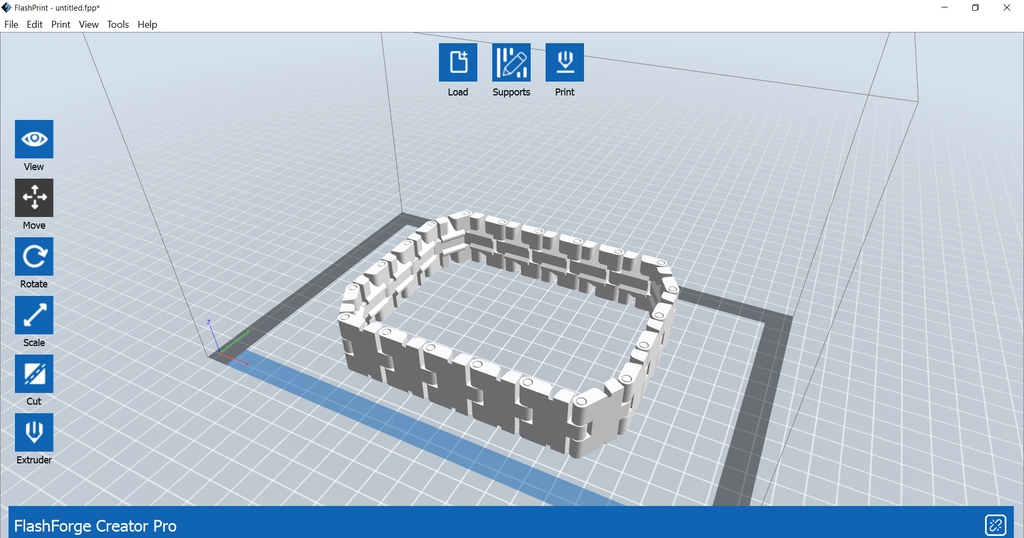 FlashPrint - untitled.fpp*
File Edit Print View Tools Help
Load Supports Print
View
Move
Rotate
Scale
Cut
Extruder
z
FlashForge Creator Pro